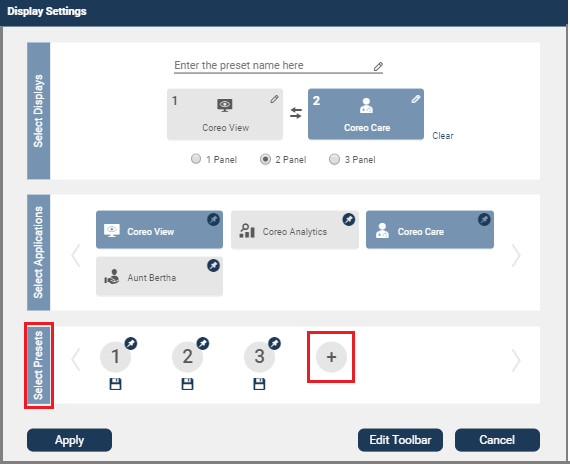 Display Settings
Select Displays
Enter the preset name here
1
Coreo View
2
Coreo Care
Clear
1 Panel
2 Panel
3 Panel
Select Applications
Coreo View
Coreo Analytics
Coreo Care
Aunt Bertha
Select Presets
1
2
3
+
Apply
Edit Toolbar
Cancel